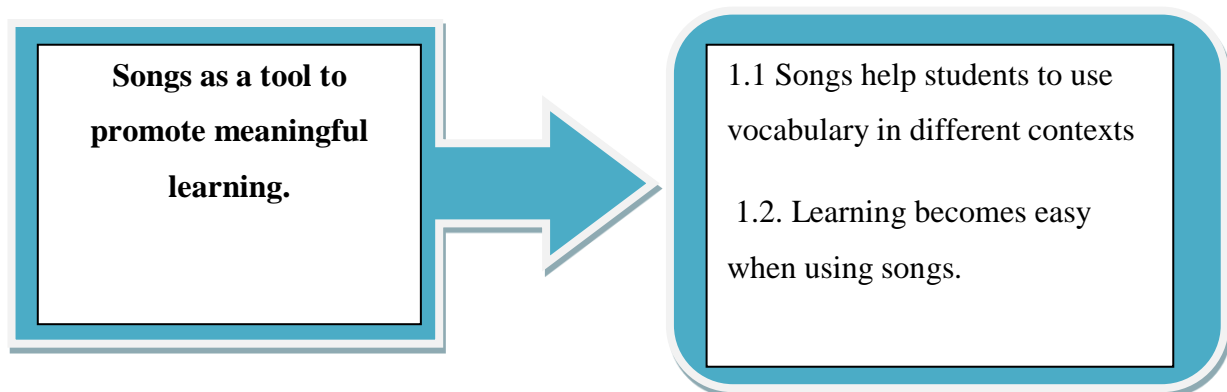 Songs as a tool to
promote meaningful
learning.
1.1 Songs help students to use
vocabulary in different contexts
1.2. Learning becomes easy
when using songs.